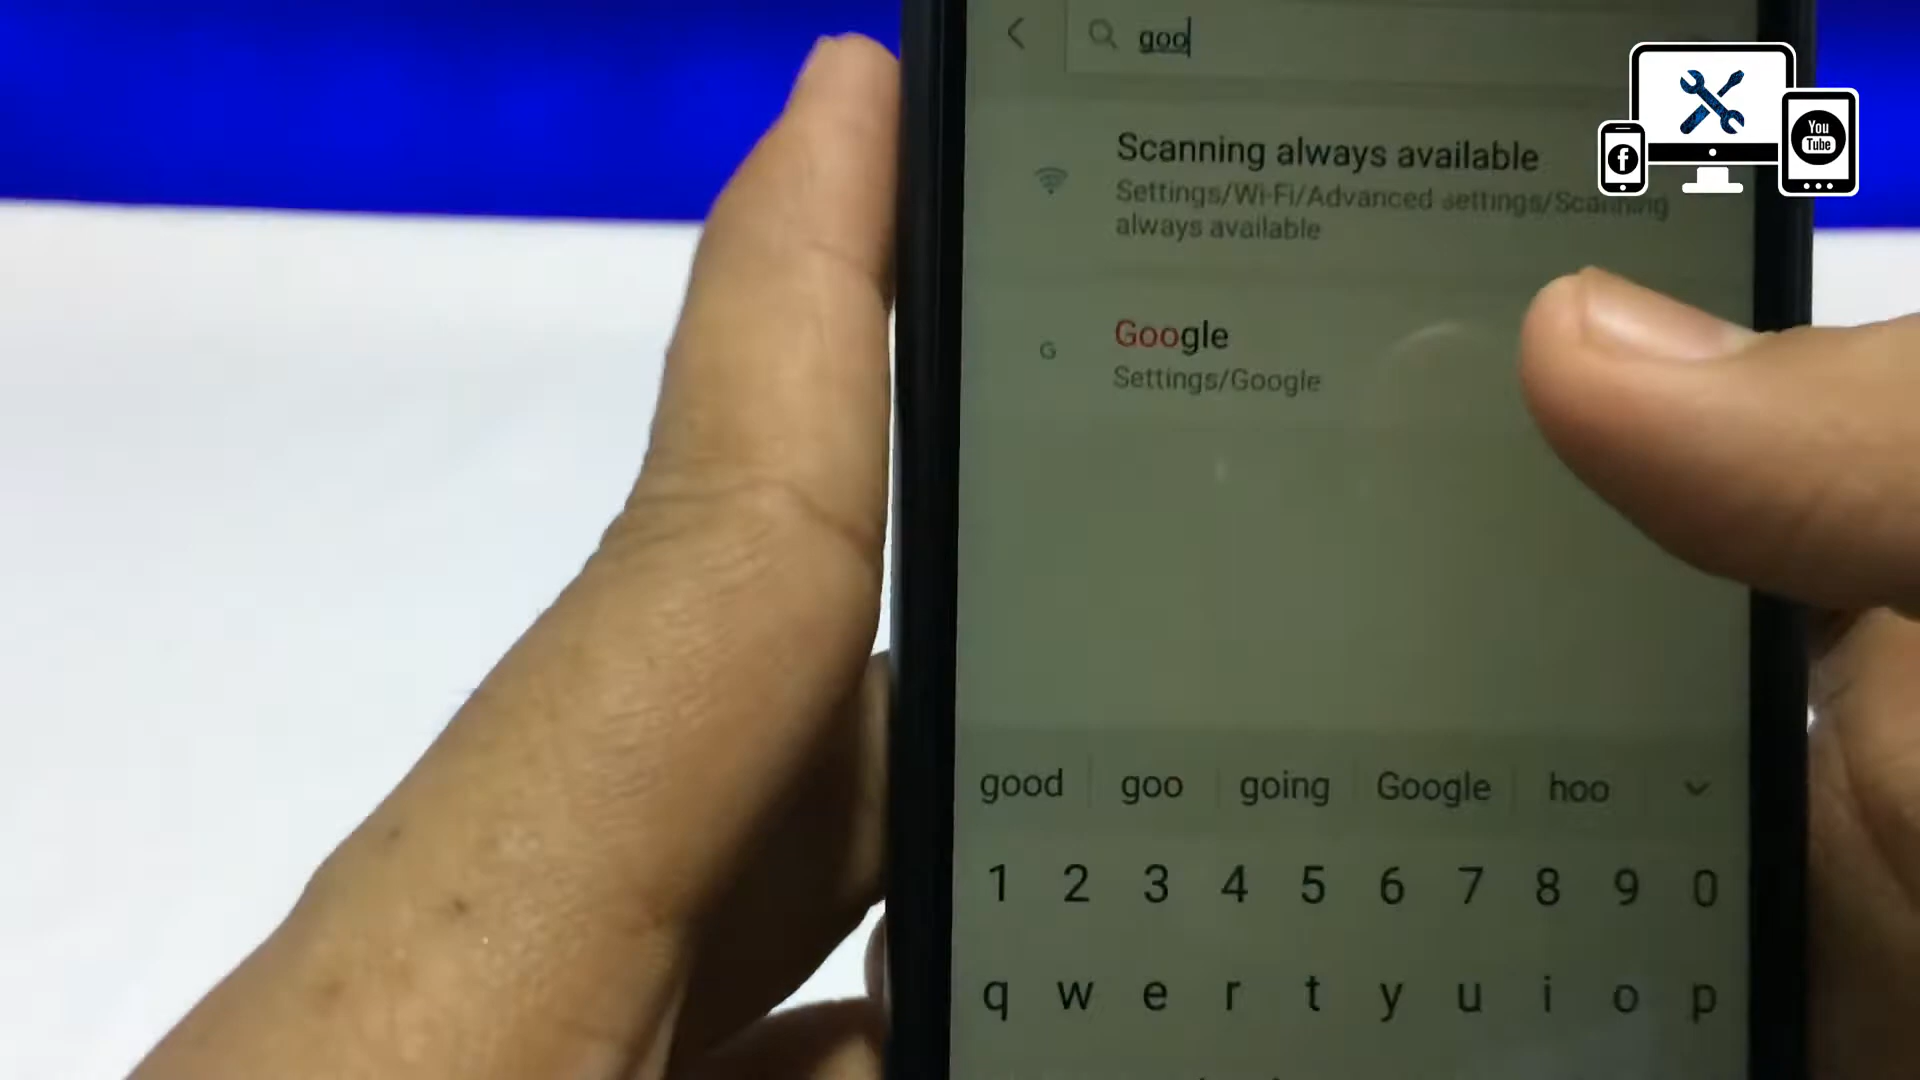 goo
Scanning always available
Settings/Wi-Fi/Advanced settings/Scanning
always available
Google
Settings/Google
G
good goo going Google hoo
1 2 3 4 5 6 7 8 9 0
q w e r t y u i o p
f
You
Tube